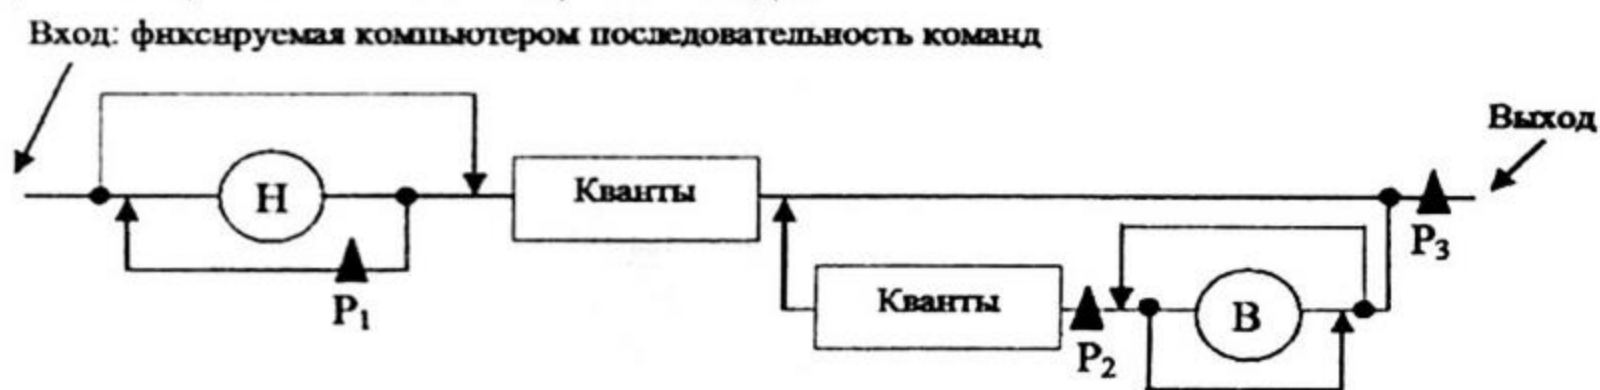 Вход: фиксируемая компьютером последовательность команд
Выход
Н
Кванты
P₁
P₃
Кванты
В
P₂